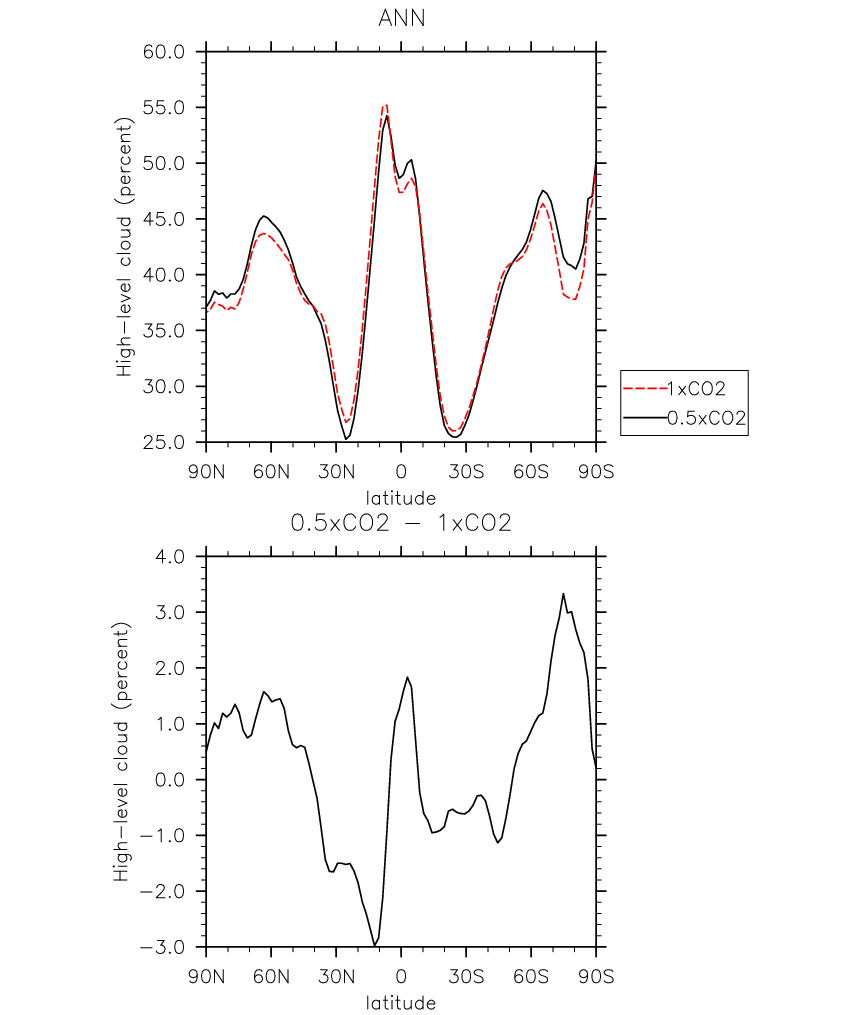 ANN
60.0
55.0
50.0
45.0
40.0
35.0
30.0
25.0
High-level cloud (percent)
90N 60N 30N 0 30S 60S 90S
latitude
1xCO2
0.5xCO2
0.5xCO2 - 1xCO2
4.0
3.0
2.0
1.0
0.0
-1.0
-2.0
-3.0
High-level cloud (percent)
90N 60N 30N 0 30S 60S 90S
latitude